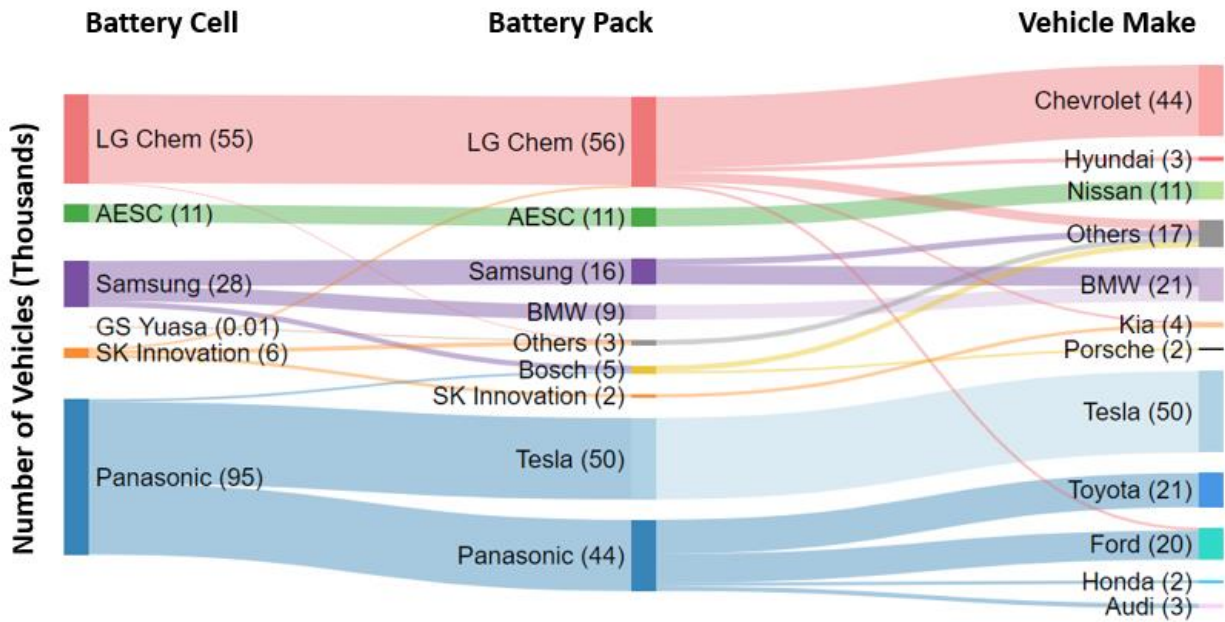 Battery Cell
Battery Pack
Vehicle Make
Number of Vehicles (Thousands)
LG Chem (55)
AESC (11)
Samsung (28)
GS Yuasa (0.01)
SK Innovation (6)
Panasonic (95)
LG Chem (56)
AESC (11)
Samsung (16)
BMW (9)
Others (3)
Bosch (5)
SK Innovation (2)
Tesla (50)
Panasonic (44)
Chevrolet (44)
Hyundai (3)
Nissan (11)
Others (17)
BMW (21)
Kia (4)
Porsche (2)
Tesla (50)
Toyota (21)
Ford (20)
Honda (2)
Audi (3)